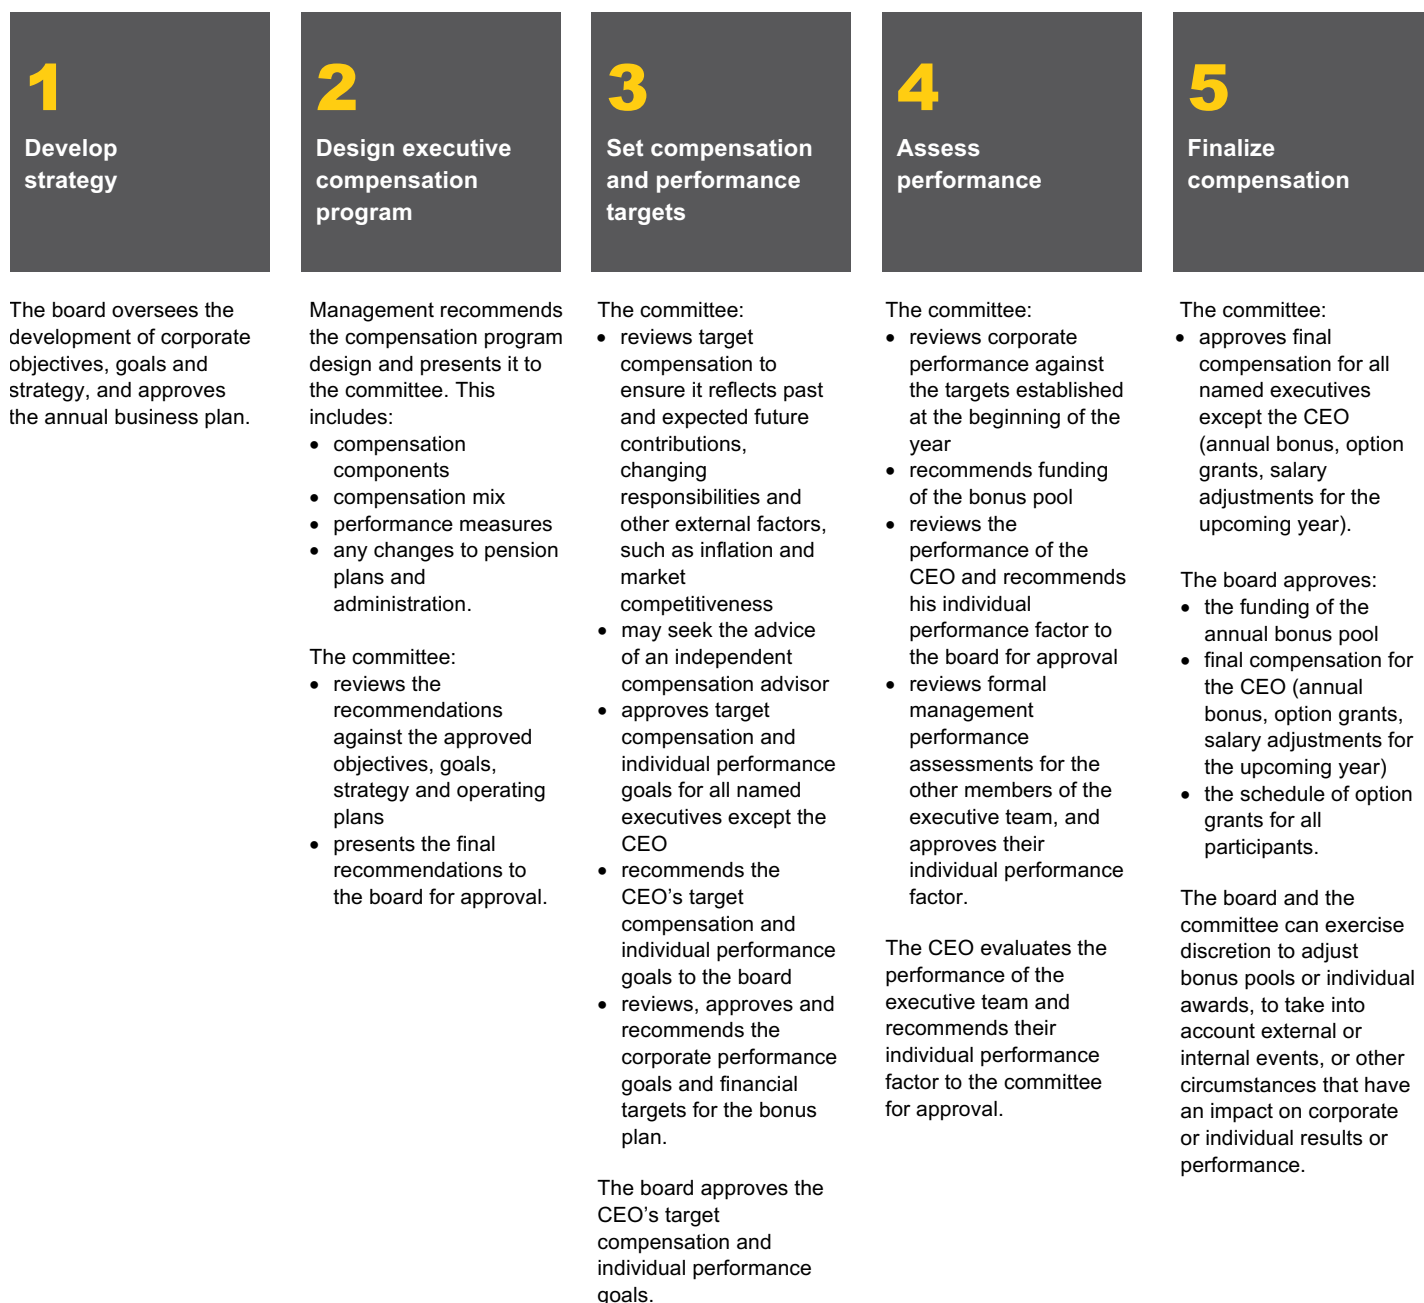 1
Develop
strategy
The board oversees the
development of corporate
objectives, goals and
strategy, and approves
the annual business plan.
2
Design executive
compensation
program
Management recommends
the compensation program
design and presents it to
the committee. This
includes:
• compensation
components
• compensation mix
• performance measures
• any changes to pension
plans and
administration.
The committee:
• reviews the
recommendations
against the approved
objectives, goals,
strategy and operating
plans
• presents the final
recommendations to
the board for approval.
3
Set compensation
and performance
targets
The committee:
• reviews target
compensation to
ensure it reflects past
and expected future
contributions,
changing
responsibilities and
other external factors,
such as inflation and
market
competitiveness
• may seek the advice
of an independent
compensation advisor
• approves target
compensation and
individual performance
goals for all named
executives except the
CEO
• recommends the
CEO’s target
compensation and
individual performance
goals to the board
• reviews, approves and
recommends the
corporate performance
goals and financial
targets for the bonus
plan.
The board approves the
CEO’s target
compensation and
individual performance
goals.
4
Assess
performance
The committee:
• reviews corporate
performance against
the targets established
at the beginning of the
year
• recommends funding
of the bonus pool
• reviews the
performance of the
CEO and recommends
his individual
performance factor to
the board for approval
• reviews formal
management
performance
assessments for the
other members of the
executive team, and
approves their
individual performance
factor.
The CEO evaluates the
performance of the
executive team and
recommends their
individual performance
factor to the committee
for approval.
5
Finalize
compensation
The committee:
• approves final
compensation for all
named executives
except the CEO
(annual bonus, option
grants, salary
adjustments for the
upcoming year).
The board approves:
• the funding of the
annual bonus pool
• final compensation for
the CEO (annual
bonus, option grants,
salary adjustments for
the upcoming year)
• the schedule of option
grants for all
participants.
The board and the
committee can exercise
discretion to adjust
bonus pools or individual
awards, to take into
account external or
internal events, or other
circumstances that have
an impact on corporate
or individual results or
performance.